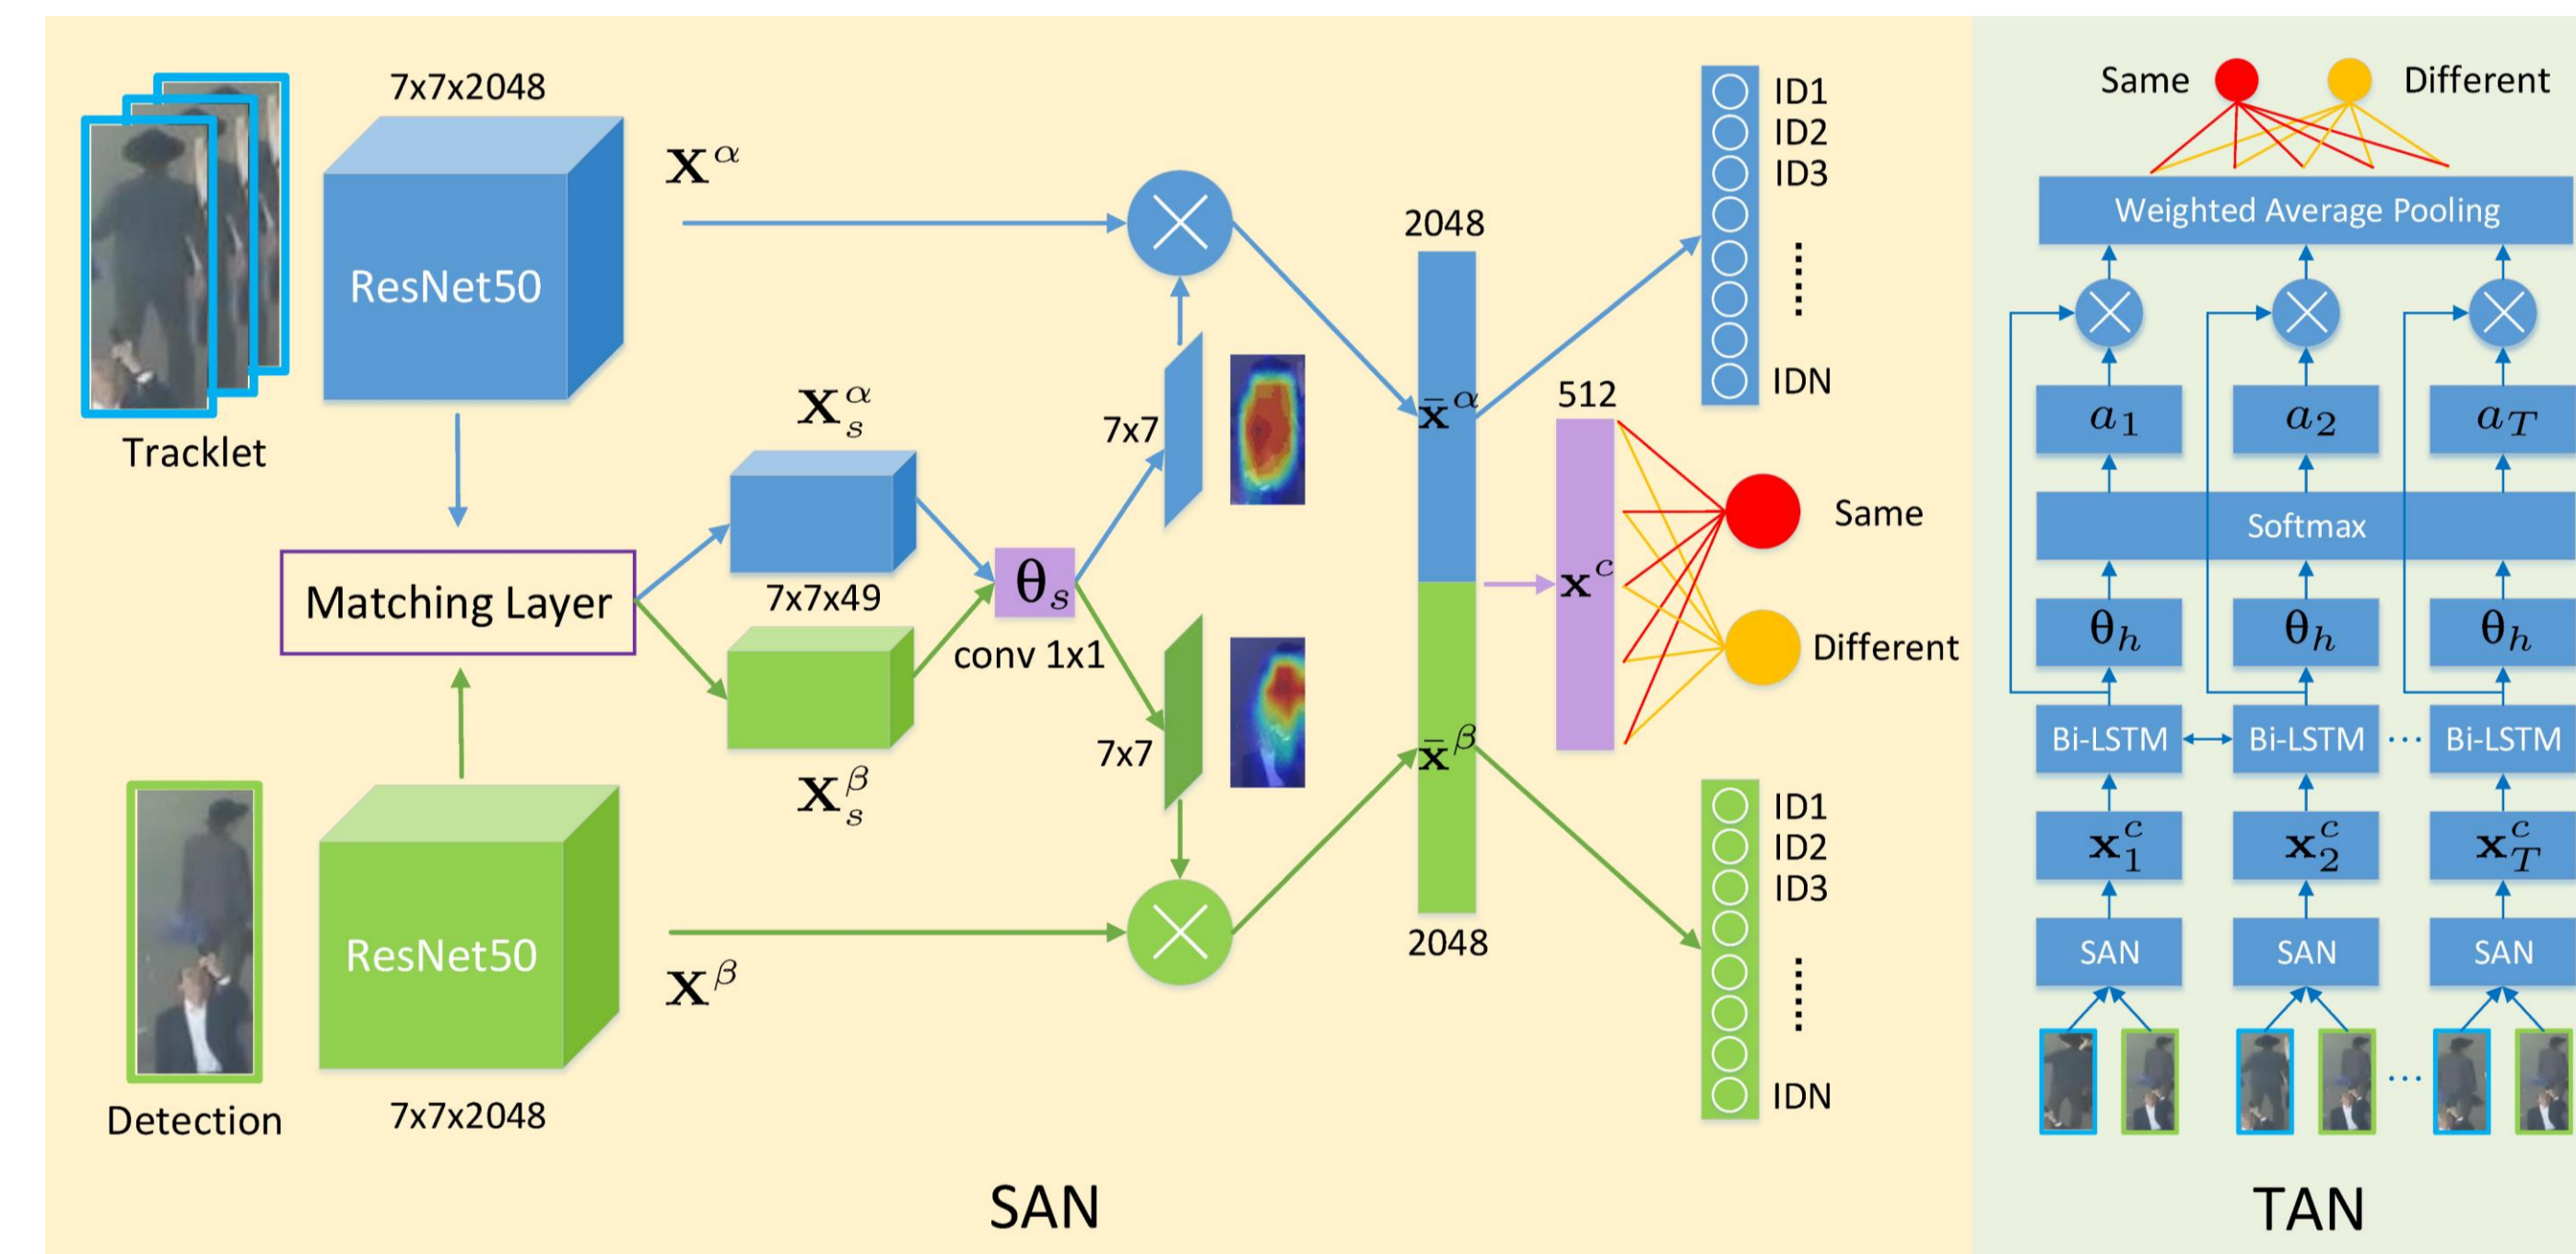 7x7x2048
X^α
ResNet50
Tracklet
Matching Layer
X_s^α
7x7x49
X_s^β
θ_s
conv 1x1
7x7
7x7
ResNet50
X^β
Detection
7x7x2048
2048
x̄^α
x̄^β
2048
ID1
ID2
ID3
......
IDN
512
x^c
Same
Different
ID1
ID2
ID3
......
IDN
SAN
Same
Different
Weighted Average Pooling
a_1
a_2
a_T
Softmax
θ_h
θ_h
θ_h
Bi-LSTM
Bi-LSTM
...
Bi-LSTM
x_1^c
x_2^c
x_T^c
SAN
SAN
SAN
...
TAN